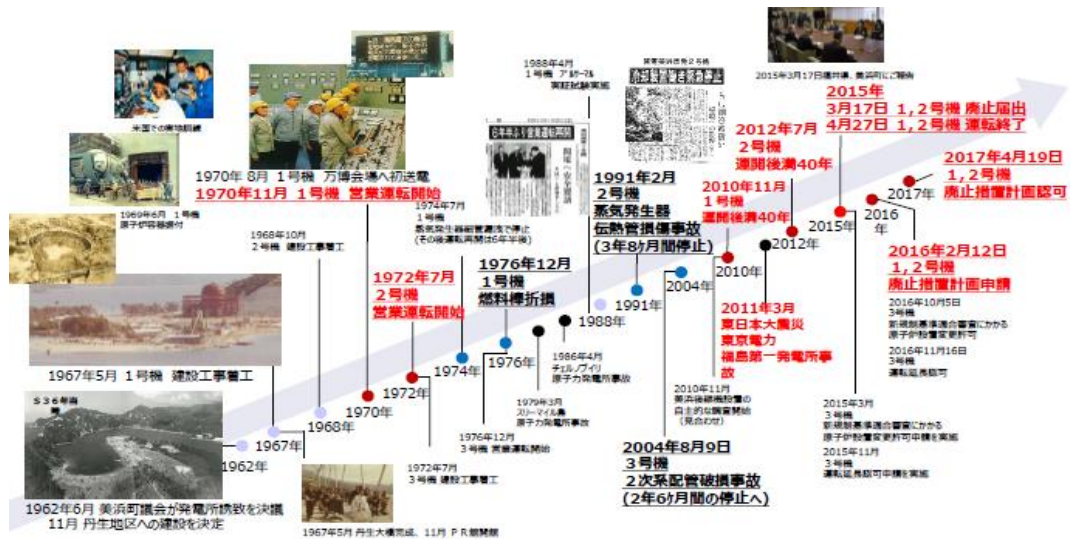 米国での実地訓練
1969年6月 1号機
原子炉容器据付
S36年当時
1962年6月 美浜町議会が発電所誘致を決議
11月 丹生地区への建設を決定
1962年
1967年5月 1号機 建設工事着工
1967年
1967年5月 丹生大橋完成、11月 PR館開館
1968年10月
2号機 建設工事着工
1968年
1970年 8月 1号機 万博会場へ初送電
1970年11月 1号機 営業運転開始
1970年
1972年7月
2号機
営業運転開始
1972年
1972年7月
3号機 建設工事着工
1974年7月
1号機
蒸気発生器細管漏洩で停止
(その後運転再開は6年半後)
1974年
1976年12月
1号機
燃料棒折損
1976年
1976年12月
3号機 営業運転開始
1979年3月
スリーマイル島
原子力発電所事故
1986年4月
チェルノブイリ
原子力発電所事故
6年半ぶり営業運転再開
1988年4月
1号機 プルサーマル
実証試験実施
1988年
1991年2月
2号機
蒸気発生器
伝熱管損傷事故
(3年8ケ月間停止)
1991年
2004年
2004年8月9日
3号機
2次系配管破損事故
(2年6ケ月間の停止へ)
2010年11月
1号機
運開後満40年
2010年
2010年11月
美浜後継機設置の
自主的な調査開始
(見合わせ)
2011年3月
東日本大震災
東京電力
福島第一発電所事
故
2012年7月
2号機
運開後満40年
2012年
2015年3月17日福井県、美浜町にご報告
2015年
3月17日 1,2号機 廃止届出
4月27日 1,2号機 運転終了
2015年
2015年3月
3号機
新規制基準適合審査にかかる
原子炉設置変更許可申請を実施
2015年11月
3号機
運転延長認可申請を実施
2016
年
2016年2月12日
1,2号機
廃止措置計画申請
2016年10月5日
3号機
新規制基準適合審査にかかる
原子炉設置変更許可
2016年11月16日
3号機
運転延長認可
2017年
2017年4月19日
1,2号機
廃止措置計画認可